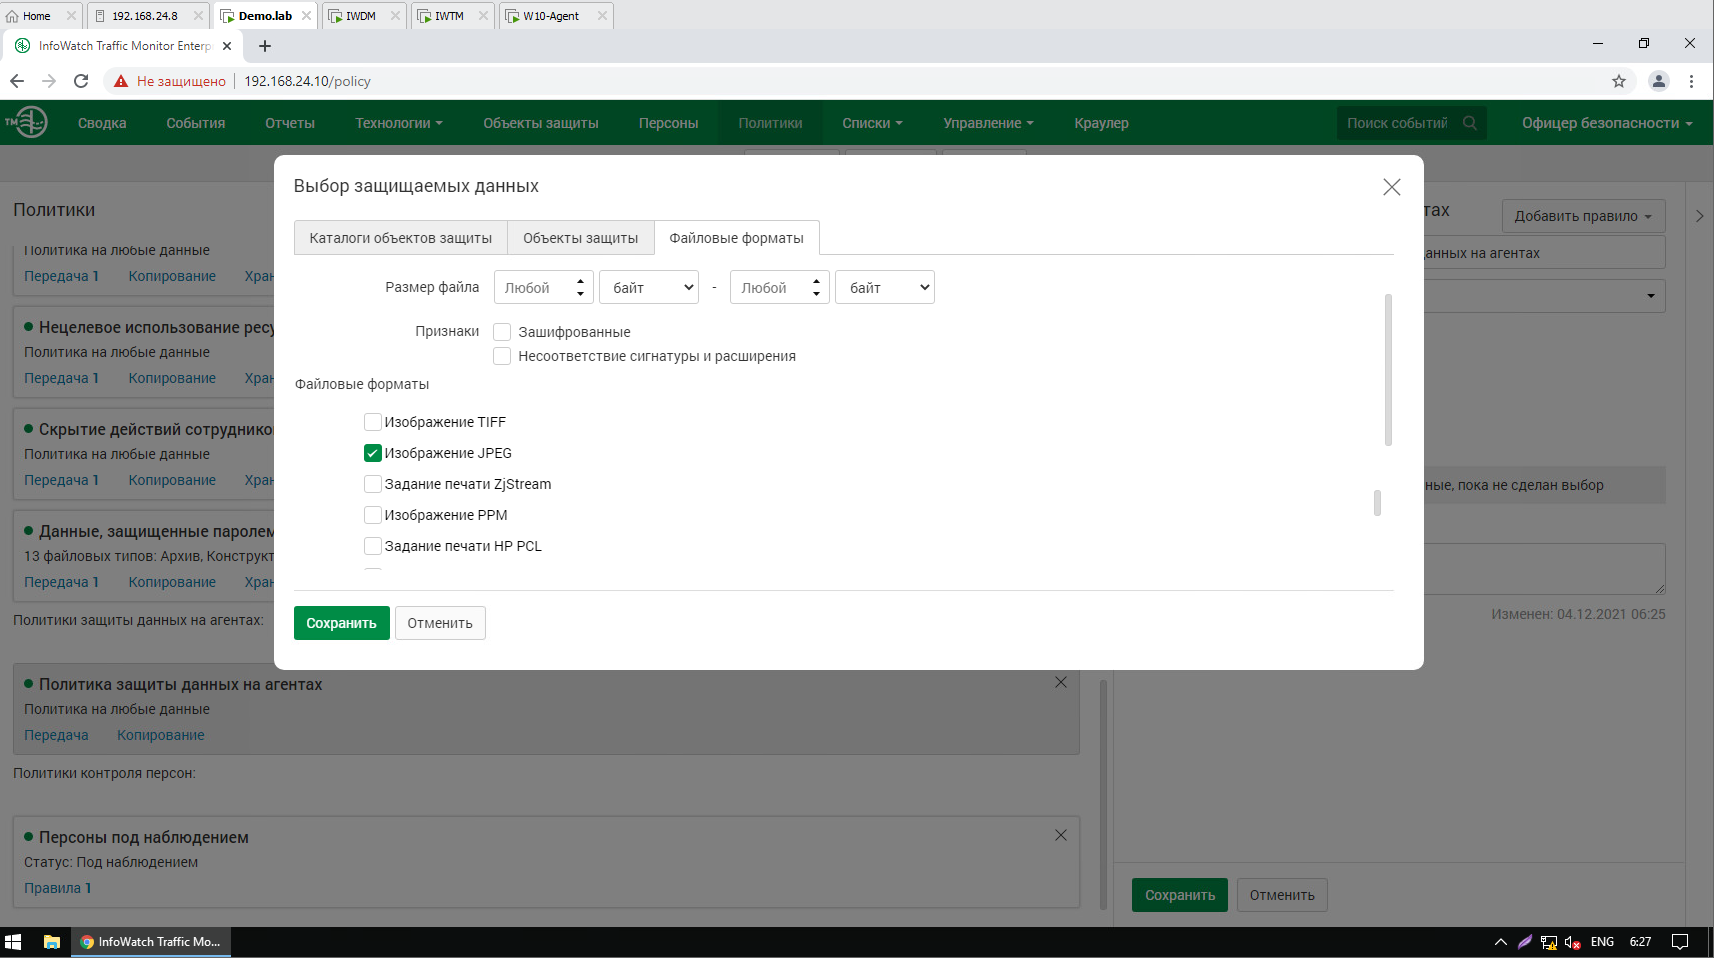 Home
192.168.24.8
Demo.lab
IWDM
IWTM
W10-Agent
InfoWatch Traffic Monitor Enterp
Не защищено
192.168.24.10/policy
TM
Сводка
События
Отчеты
Технологии
Объекты защиты
Персоны
Политики
Списки
Управление
Краулер
Поиск событий
Офицер безопасности
Выбор защищаемых данных
Каталоги объектов защиты
Объекты защиты
Файловые форматы
Размер файла
Любой
байт
-
Любой
байт
Признаки
Зашифрованные
Несоответствие сигнатуры и расширения
Файловые форматы
Изображение TIFF
Изображение JPEG
Задание печати ZjStream
Изображение PPM
Задание печати HP PCL
Сохранить
Отменить
Политики
Политика на любые данные
Передача 1
Копирование
Хран
Нецелевое использование ресу
Политика на любые данные
Передача 1
Копирование
Хран
Скрытие действий сотруднико
Политика на любые данные
Передача 1
Копирование
Хран
Данные, защищенные паролем
13 файловых типов: Архив, Конструкт
Передача 1
Копирование
Хран
Политики защиты данных на агентах:
Политика защиты данных на агентах
Политика на любые данные
Передача
Копирование
Политики контроля персон:
Персоны под наблюдением
Статус: Под наблюдением
Правила 1
тах
Добавить правило
данных на агентах
ные, пока не сделан выбор
Изменен: 04.12.2021 06:25
Сохранить
Отменить
InfoWatch Traffic Mo...
ENG
6:27